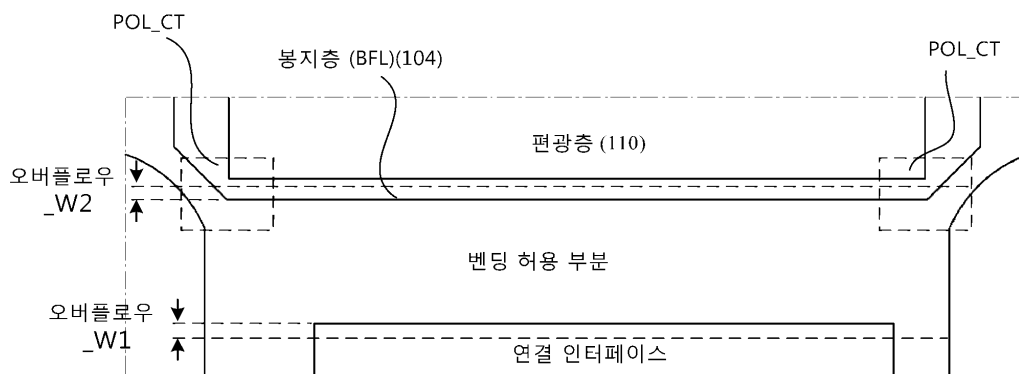 POL_CT
봉지층 (BFL)(104)
POL_CT
편광층 (110)
오버플로우
_W2
벤딩 허용 부분
오버플로우
_W1
연결 인터페이스